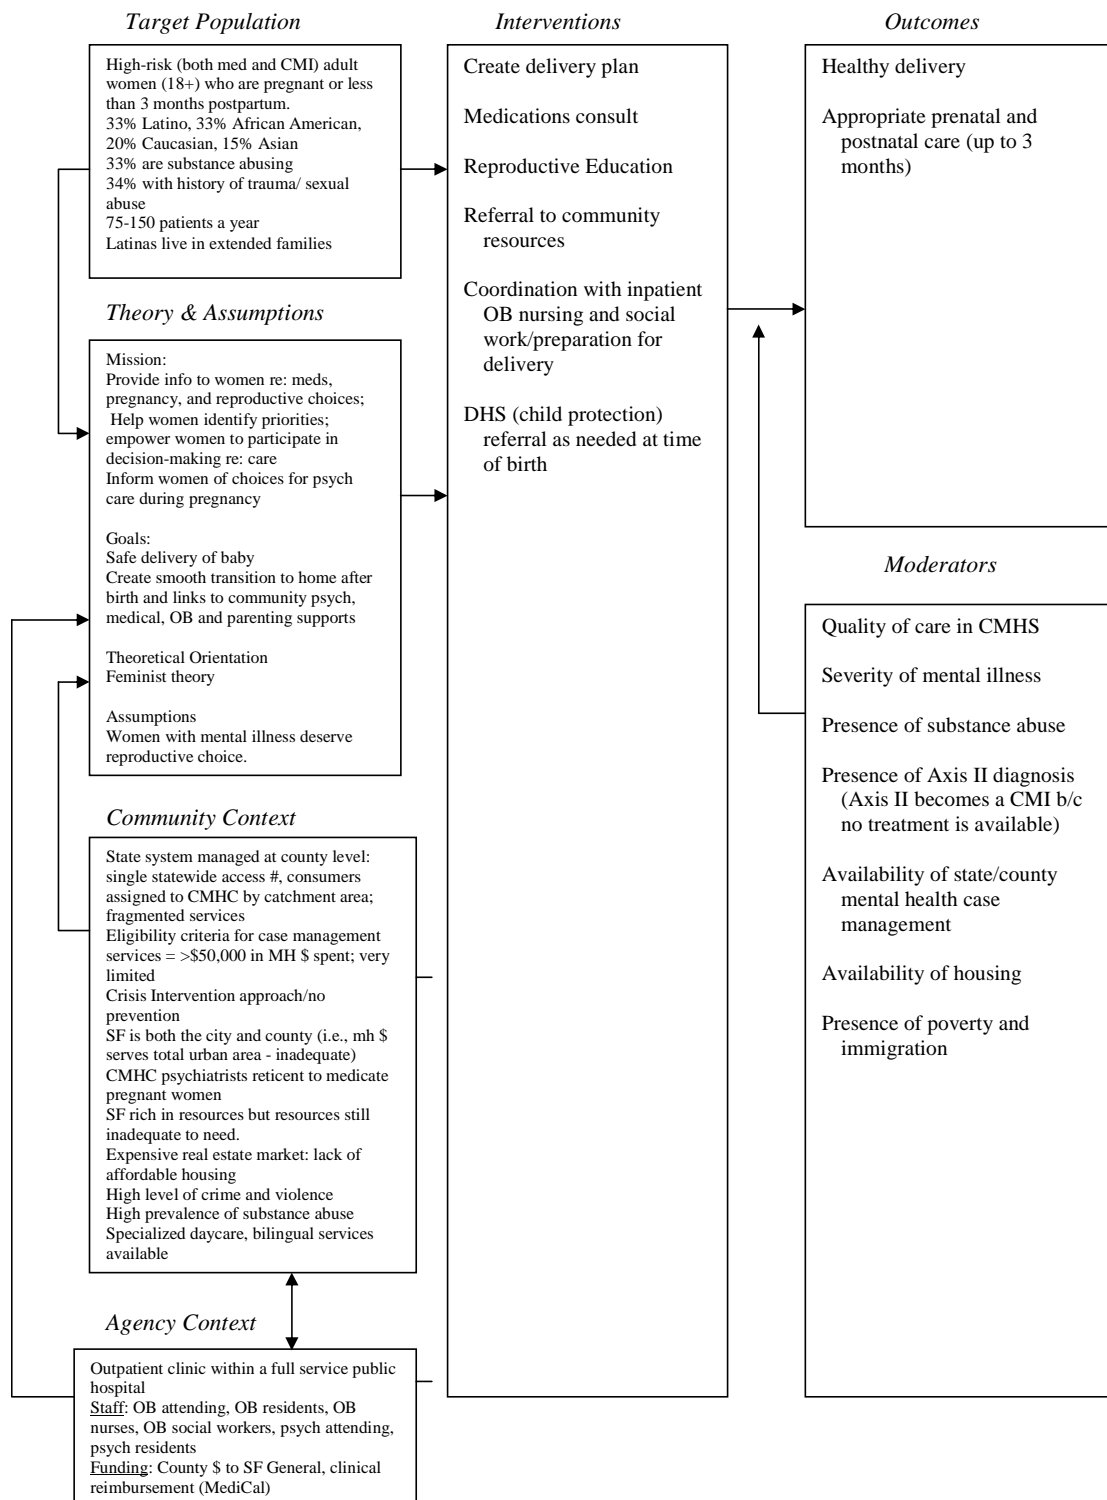 Target Population
High-risk (both med and CMI) adult
women (18+) who are pregnant or less
than 3 months postpartum.
33% Latino, 33% African American,
20% Caucasian, 15% Asian
33% are substance abusing
34% with history of trauma/ sexual
abuse
75-150 patients a year
Latinas live in extended families
Theory & Assumptions
Mission:
Provide info to women re: meds,
pregnancy, and reproductive choices;
Help women identify priorities;
empower women to participate in
decision-making re: care
Inform women of choices for psych
care during pregnancy
Goals:
Safe delivery of baby
Create smooth transition to home after
birth and links to community psych,
medical, OB and parenting supports
Theoretical Orientation
Feminist theory
Assumptions
Women with mental illness deserve
reproductive choice.
Community Context
State system managed at county level:
single statewide access #, consumers
assigned to CMHC by catchment area;
fragmented services
Eligibility criteria for case management
services = >$50,000 in MH $ spent; very
limited
Crisis Intervention approach/no
prevention
SF is both the city and county (i.e., mh $
serves total urban area - inadequate)
CMHC psychiatrists reticent to medicate
pregnant women
SF rich in resources but resources still
inadequate to need.
Expensive real estate market: lack of
affordable housing
High level of crime and violence
High prevalence of substance abuse
Specialized daycare, bilingual services
available
Agency Context
Outpatient clinic within a full service public
hospital
Staff: OB attending, OB residents, OB
nurses, OB social workers, psych attending,
psych residents
Funding: County $ to SF General, clinical
reimbursement (MediCal)
Interventions
Create delivery plan
Medications consult
Reproductive Education
Referral to community
resources
Coordination with inpatient
OB nursing and social
work/preparation for
delivery
DHS (child protection)
referral as needed at time
of birth
Outcomes
Healthy delivery
Appropriate prenatal and
postnatal care (up to 3
months)
Moderators
Quality of care in CMHS
Severity of mental illness
Presence of substance abuse
Presence of Axis II diagnosis
(Axis II becomes a CMI b/c
no treatment is available)
Availability of state/county
mental health case
management
Availability of housing
Presence of poverty and
immigration